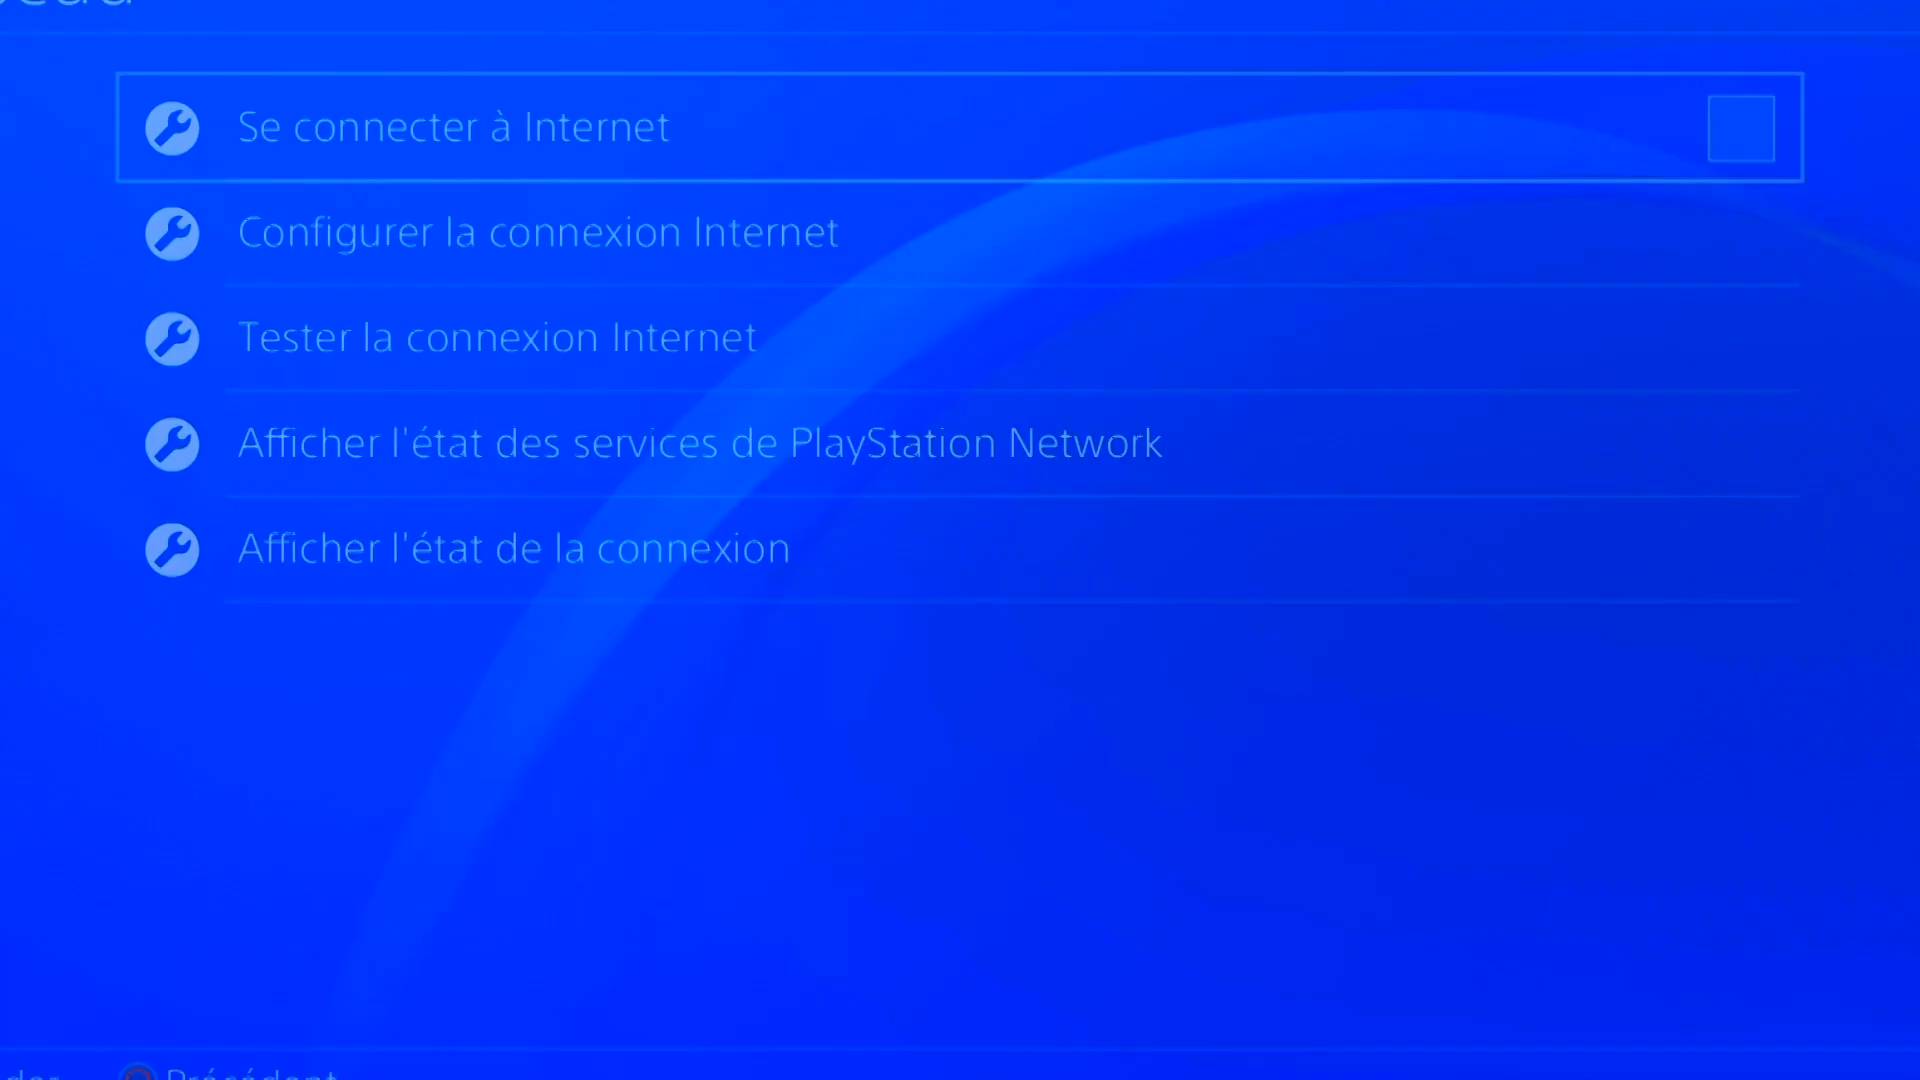 Se connecter à Internet
Configurer la connexion Internet
Tester la connexion Internet
Afficher l'état des services de PlayStation Network
Afficher l'état de la connexion
Précédent